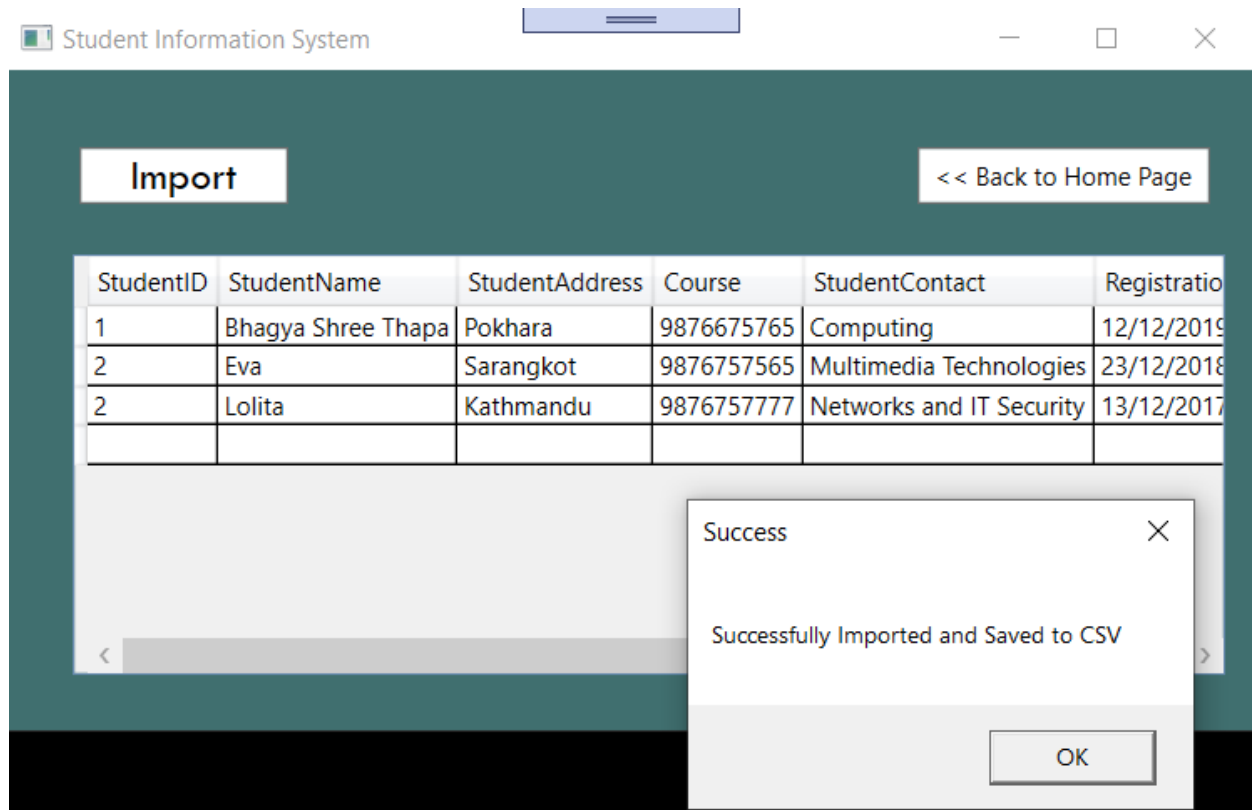 Student Information System
Import
<< Back to Home Page
StudentID StudentName StudentAddress Course StudentContact Registratio
1 Bhagya Shree Thapa Pokhara 9876675765 Computing 12/12/2019
2 Eva Sarangkot 9876757565 Multimedia Technologies 23/12/2018
2 Lolita Kathmandu 9876757777 Networks and IT Security 13/12/2017
Success
Successfully Imported and Saved to CSV
OK